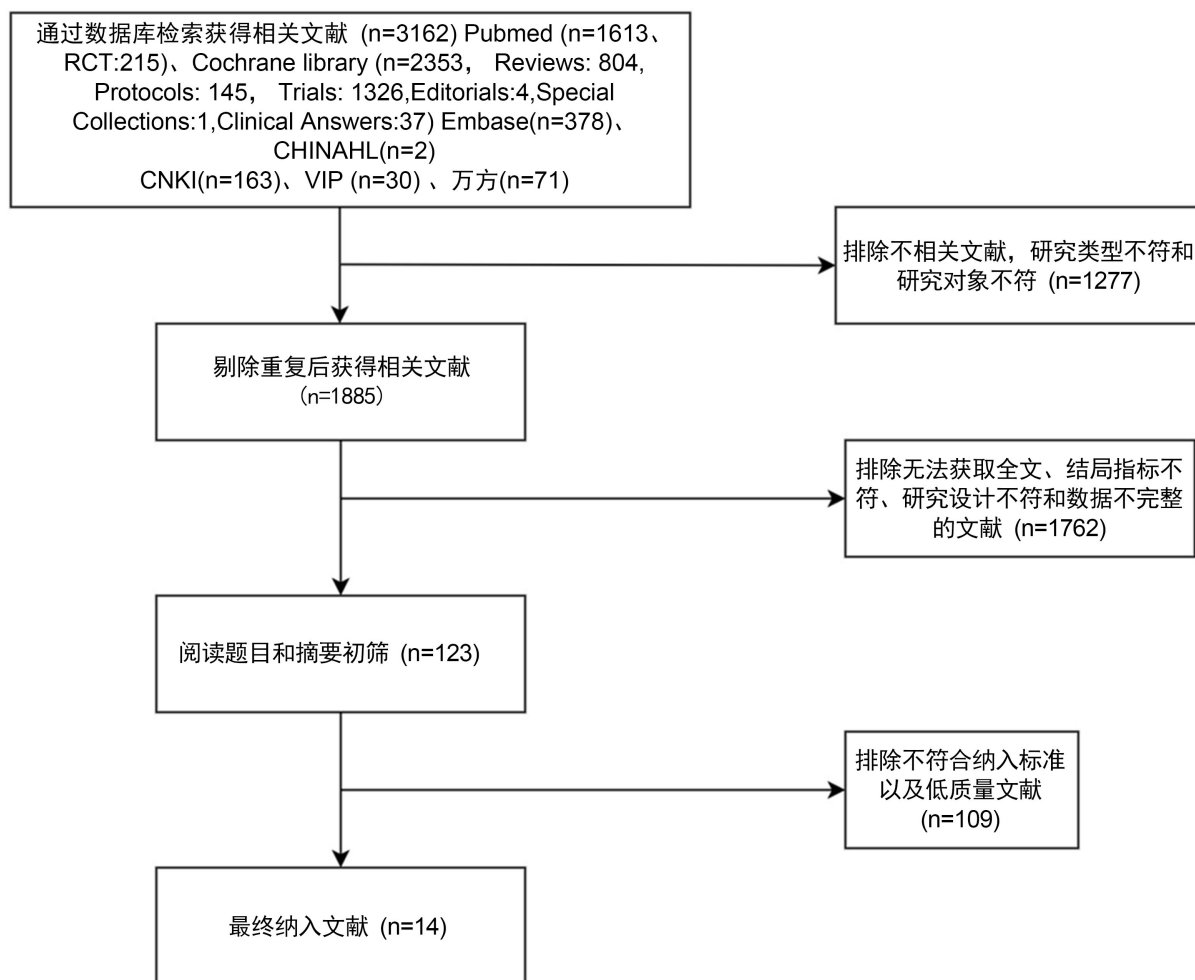 通过数据库检索获得相关文献 (n=3162) Pubmed (n=1613、
RCT:215)、Cochrane library (n=2353, Reviews: 804,
Protocols: 145, Trials: 1326,Editorials:4,Special
Collections:1,Clinical Answers:37) Embase(n=378)、
CHINAHL(n=2)
CNKI(n=163)、VIP (n=30) 、万方(n=71)
排除不相关文献，研究类型不符和
研究对象不符 (n=1277)
剔除重复后获得相关文献
（n=1885）
排除无法获取全文、结局指标不
符、研究设计不符和数据不完整
的文献 (n=1762)
阅读题目和摘要初筛 (n=123)
排除不符合纳入标准
以及低质量文献
(n=109)
最终纳入文献 (n=14)